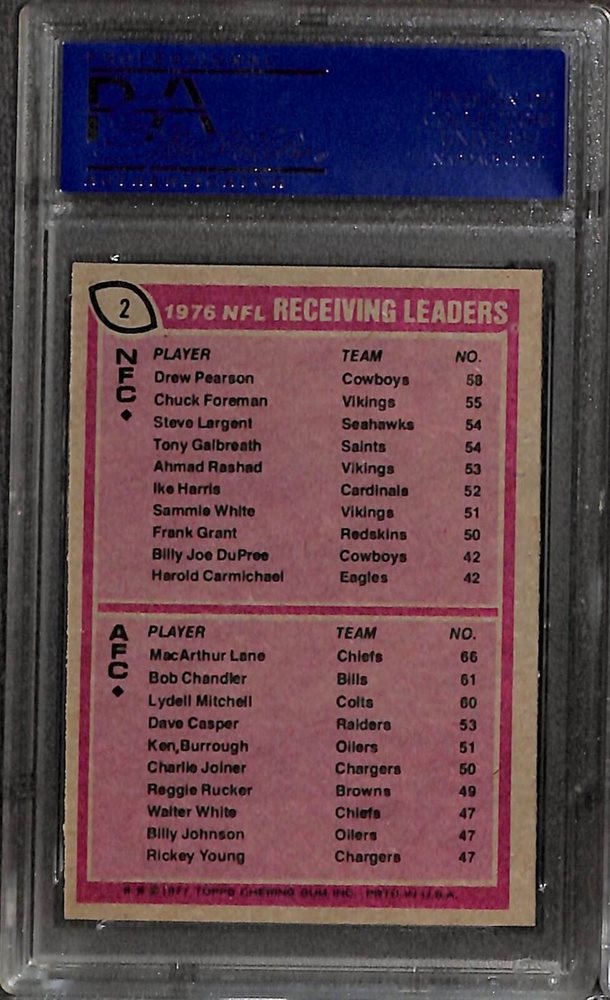 PSA
2 1976 NFL RECEIVING LEADERS
NFC PLAYER TEAM NO.
Drew Pearson Cowboys 58
Chuck Foreman Vikings 55
Steve Largent Seahawks 54
Tony Galbreath Saints 54
Ahmad Rashad Vikings 53
Ike Harris Cardinals 52
Sammie White Vikings 51
Frank Grant Redskins 50
Billy Joe DuPree Cowboys 42
Harold Carmichael Eagles 42
AFC PLAYER TEAM NO.
MacArthur Lane Chiefs 66
Bob Chandler Bills 61
Lydell Mitchell Colts 60
Dave Casper Raiders 53
Ken,Burrough Oilers 51
Charlie Joiner Chargers 50
Reggie Rucker Browns 49
Walter White Chiefs 47
Billy Johnson Oilers 47
Rickey Young Chargers 47
© 1977 TOPPS CHEWING GUM INC. PRTD IN U.S.A.